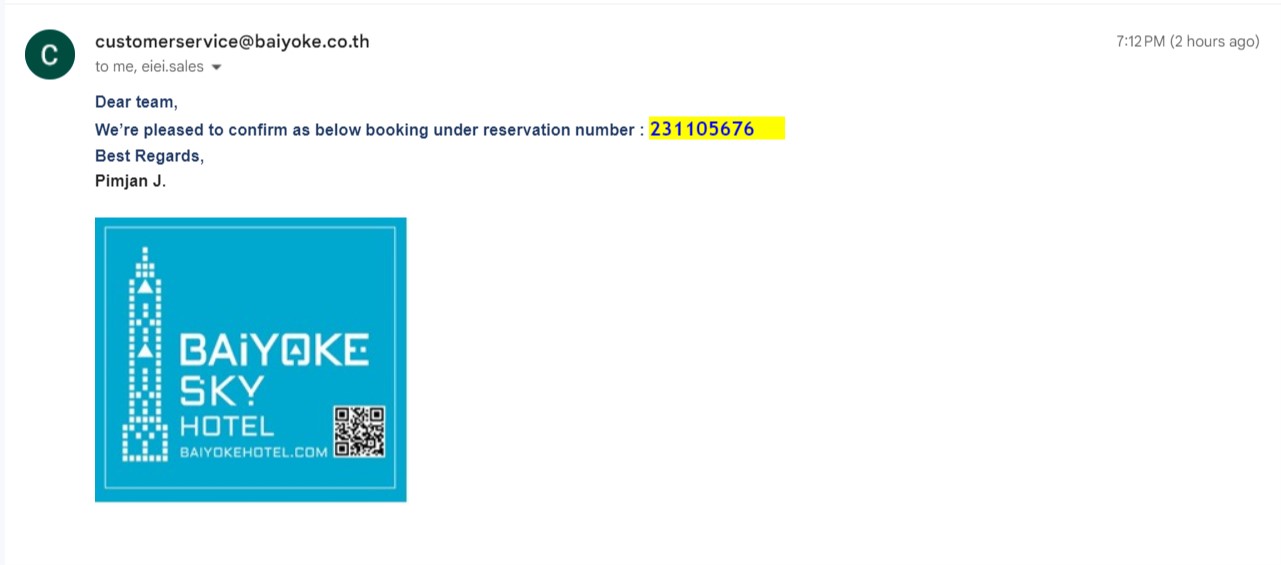 C
customerservice@baiyoke.co.th
7:12 PM (2 hours ago)
to me, eiei.sales
Dear team,
We’re pleased to confirm as below booking under reservation number : 231105676
Best Regards,
Pimjan J.
BAiYOKE
SKY
HOTEL
BAIYOKEHOTEL.COM